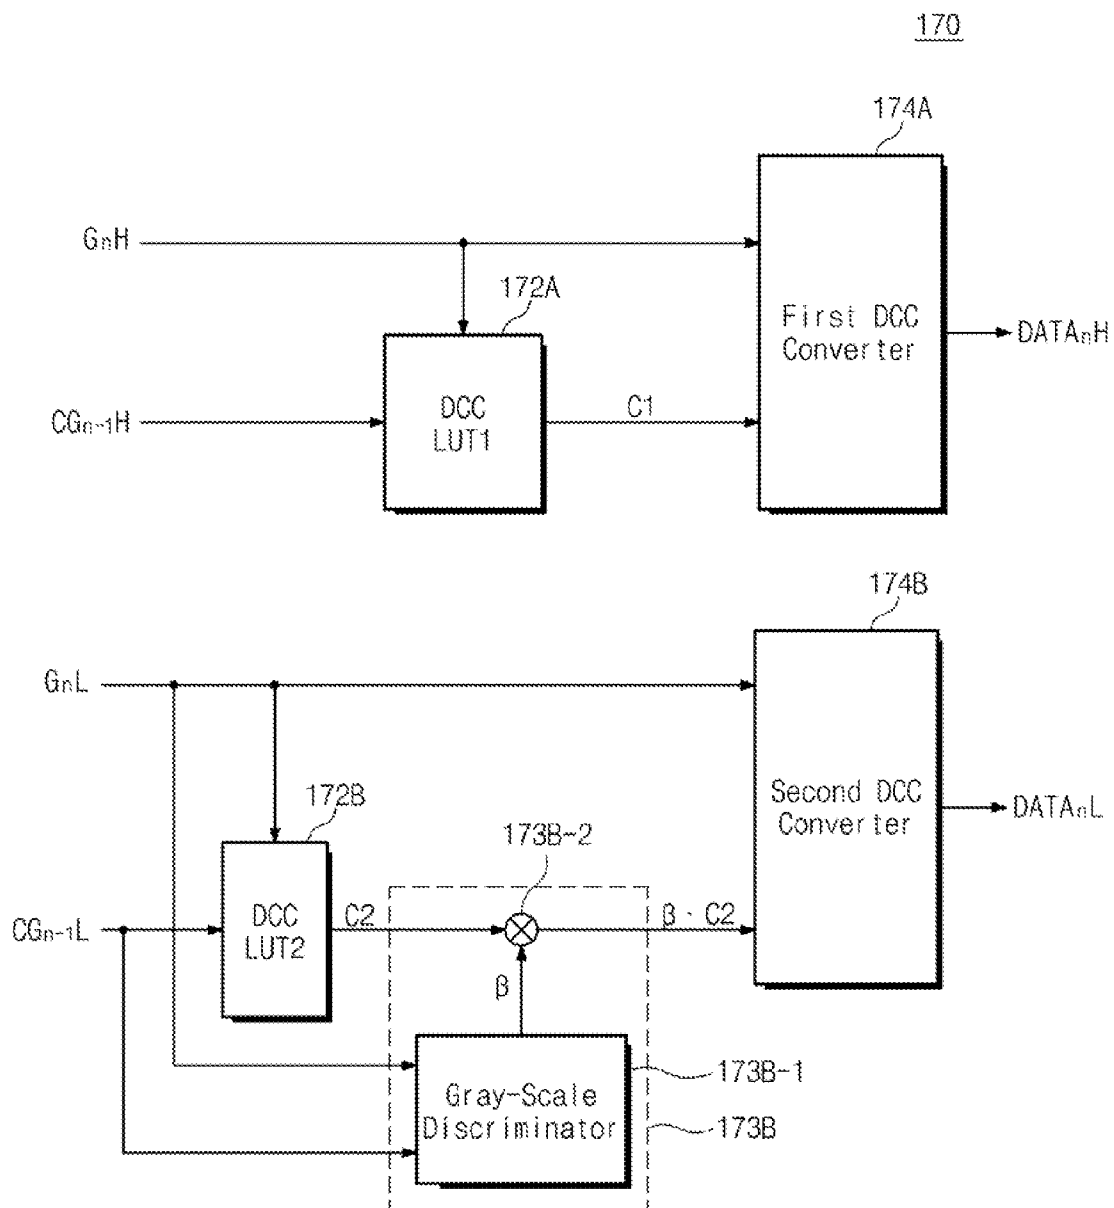 170
174A
GnH
172A
First DCC
Converter
DATAnH
CGn-1H
DCC
LUT1
C1
174B
GnL
172B
Second DCC
Converter
DATAnL
173B-2
CGn-1L
DCC
LUT2
C2
β · C2
β
173B-1
Gray-Scale
Discriminator
173B